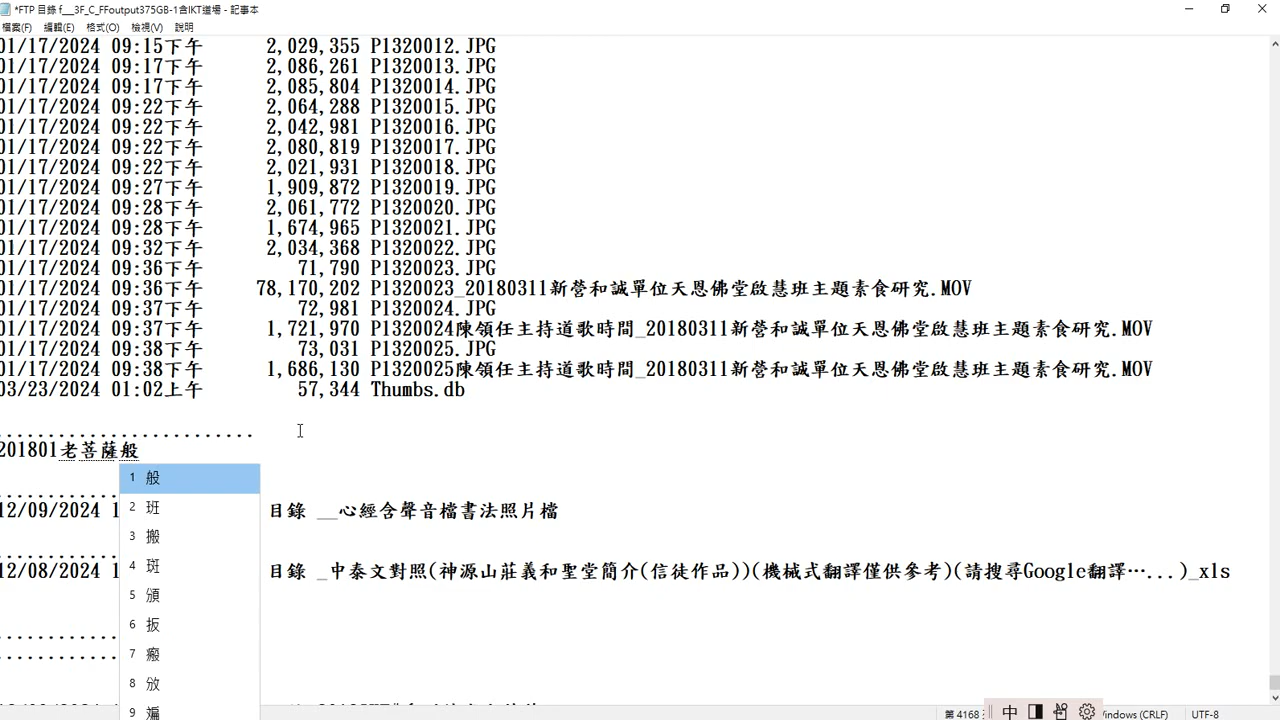 *FTP 目錄 f__3F_C_FFoutput375GB-1含IKT道場 - 記事本
檔案(F) 編輯(E) 格式(O) 檢視(V) 說明
01/17/2024 09:15下午 2,029,355 P1320012.JPG
01/17/2024 09:17下午 2,086,261 P1320013.JPG
01/17/2024 09:17下午 2,085,804 P1320014.JPG
01/17/2024 09:22下午 2,064,288 P1320015.JPG
01/17/2024 09:22下午 2,042,981 P1320016.JPG
01/17/2024 09:22下午 2,080,819 P1320017.JPG
01/17/2024 09:22下午 2,021,931 P1320018.JPG
01/17/2024 09:27下午 1,909,872 P1320019.JPG
01/17/2024 09:28下午 2,061,772 P1320020.JPG
01/17/2024 09:28下午 1,674,965 P1320021.JPG
01/17/2024 09:32下午 2,034,368 P1320022.JPG
01/17/2024 09:36下午 71,790 P1320023.JPG
01/17/2024 09:36下午 78,170,202 P1320023_20180311新營和誠單位天恩佛堂啟慧班主題素食研究.MOV
01/17/2024 09:37下午 72,981 P1320024.JPG
01/17/2024 09:37下午 1,721,970 P1320024陳領任主持道歌時間_20180311新營和誠單位天恩佛堂啟慧班主題素食研究.MOV
01/17/2024 09:38下午 73,031 P1320025.JPG
01/17/2024 09:38下午 1,686,130 P1320025陳領任主持道歌時間_20180311新營和誠單位天恩佛堂啟慧班主題素食研究.MOV
03/23/2024 01:02上午 57,344 Thumbs.db
........................
201801老菩薩般
1 般
2 班
............
12/09/2024 1 目錄 __心經含聲音檔書法照片檔
3 搬
............
12/08/2024 1 目錄 _中泰文對照(神源山莊義和聖堂簡介(信徒作品))(機械式翻譯僅供參考)(請搜尋Google翻譯…...)_xls
4 斑
5 頒
6 扳
............
............
7 瘢
8 攽
9 斒
第 4168 中 Windows (CRLF) UTF-8